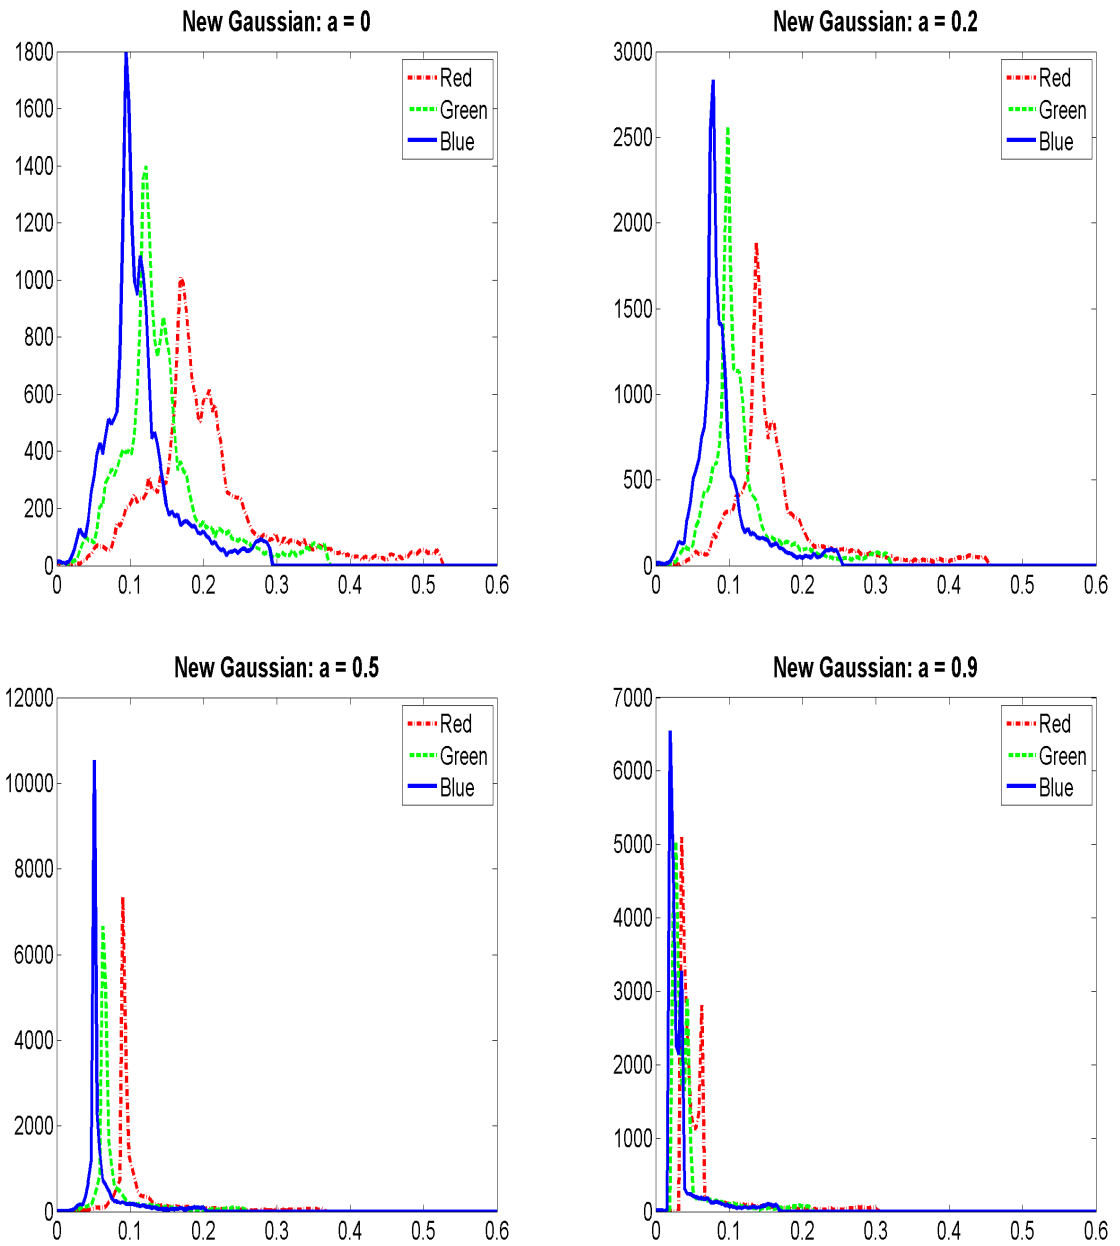 New Gaussian: a = 0
1800
1600
1400
1200
1000
800
600
400
200
0
0 0.1 0.2 0.3 0.4 0.5 0.6
Red
Green
Blue
New Gaussian: a = 0.2
3000
2500
2000
1500
1000
500
0
0 0.1 0.2 0.3 0.4 0.5 0.6
Red
Green
Blue
New Gaussian: a = 0.5
12000
10000
8000
6000
4000
2000
0
0 0.1 0.2 0.3 0.4 0.5 0.6
Red
Green
Blue
New Gaussian: a = 0.9
7000
6000
5000
4000
3000
2000
1000
0
0 0.1 0.2 0.3 0.4 0.5 0.6
Red
Green
Blue